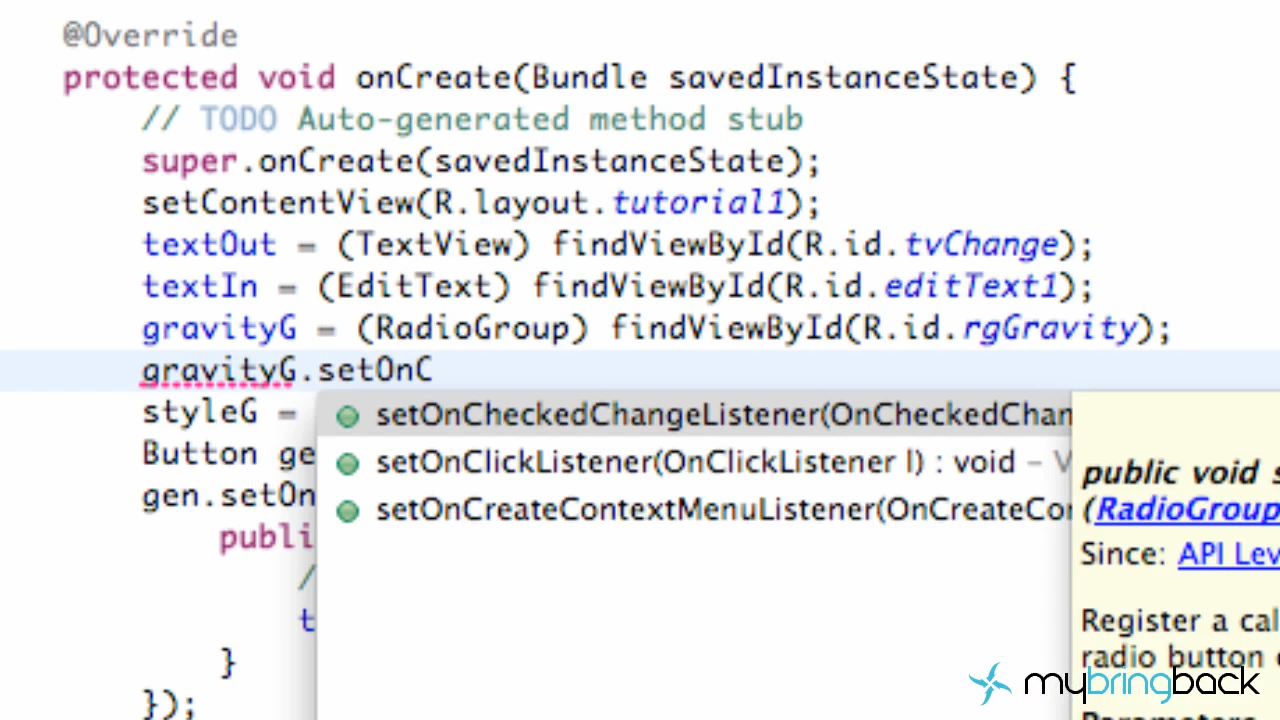 @Override
protected void onCreate(Bundle savedInstanceState) {
// TODO Auto-generated method stub
super.onCreate(savedInstanceState);
setContentView(R.layout.tutorial1);
textOut = (TextView) findViewById(R.id.tvChange);
textIn = (EditText) findViewById(R.id.editText1);
gravityG = (RadioGroup) findViewById(R.id.rgGravity);
gravityG.setOnC
styleG =
Button ge
gen.setOn
publi
/
t
}
});
setOnCheckedChangeListener(OnCheckedChan
setOnClickListener(OnClickListener l) : void – V
setOnCreateContextMenuListener(OnCreateCo
public void s
(RadioGroup
Since: API Lev
Register a cal
radio button
mybringback